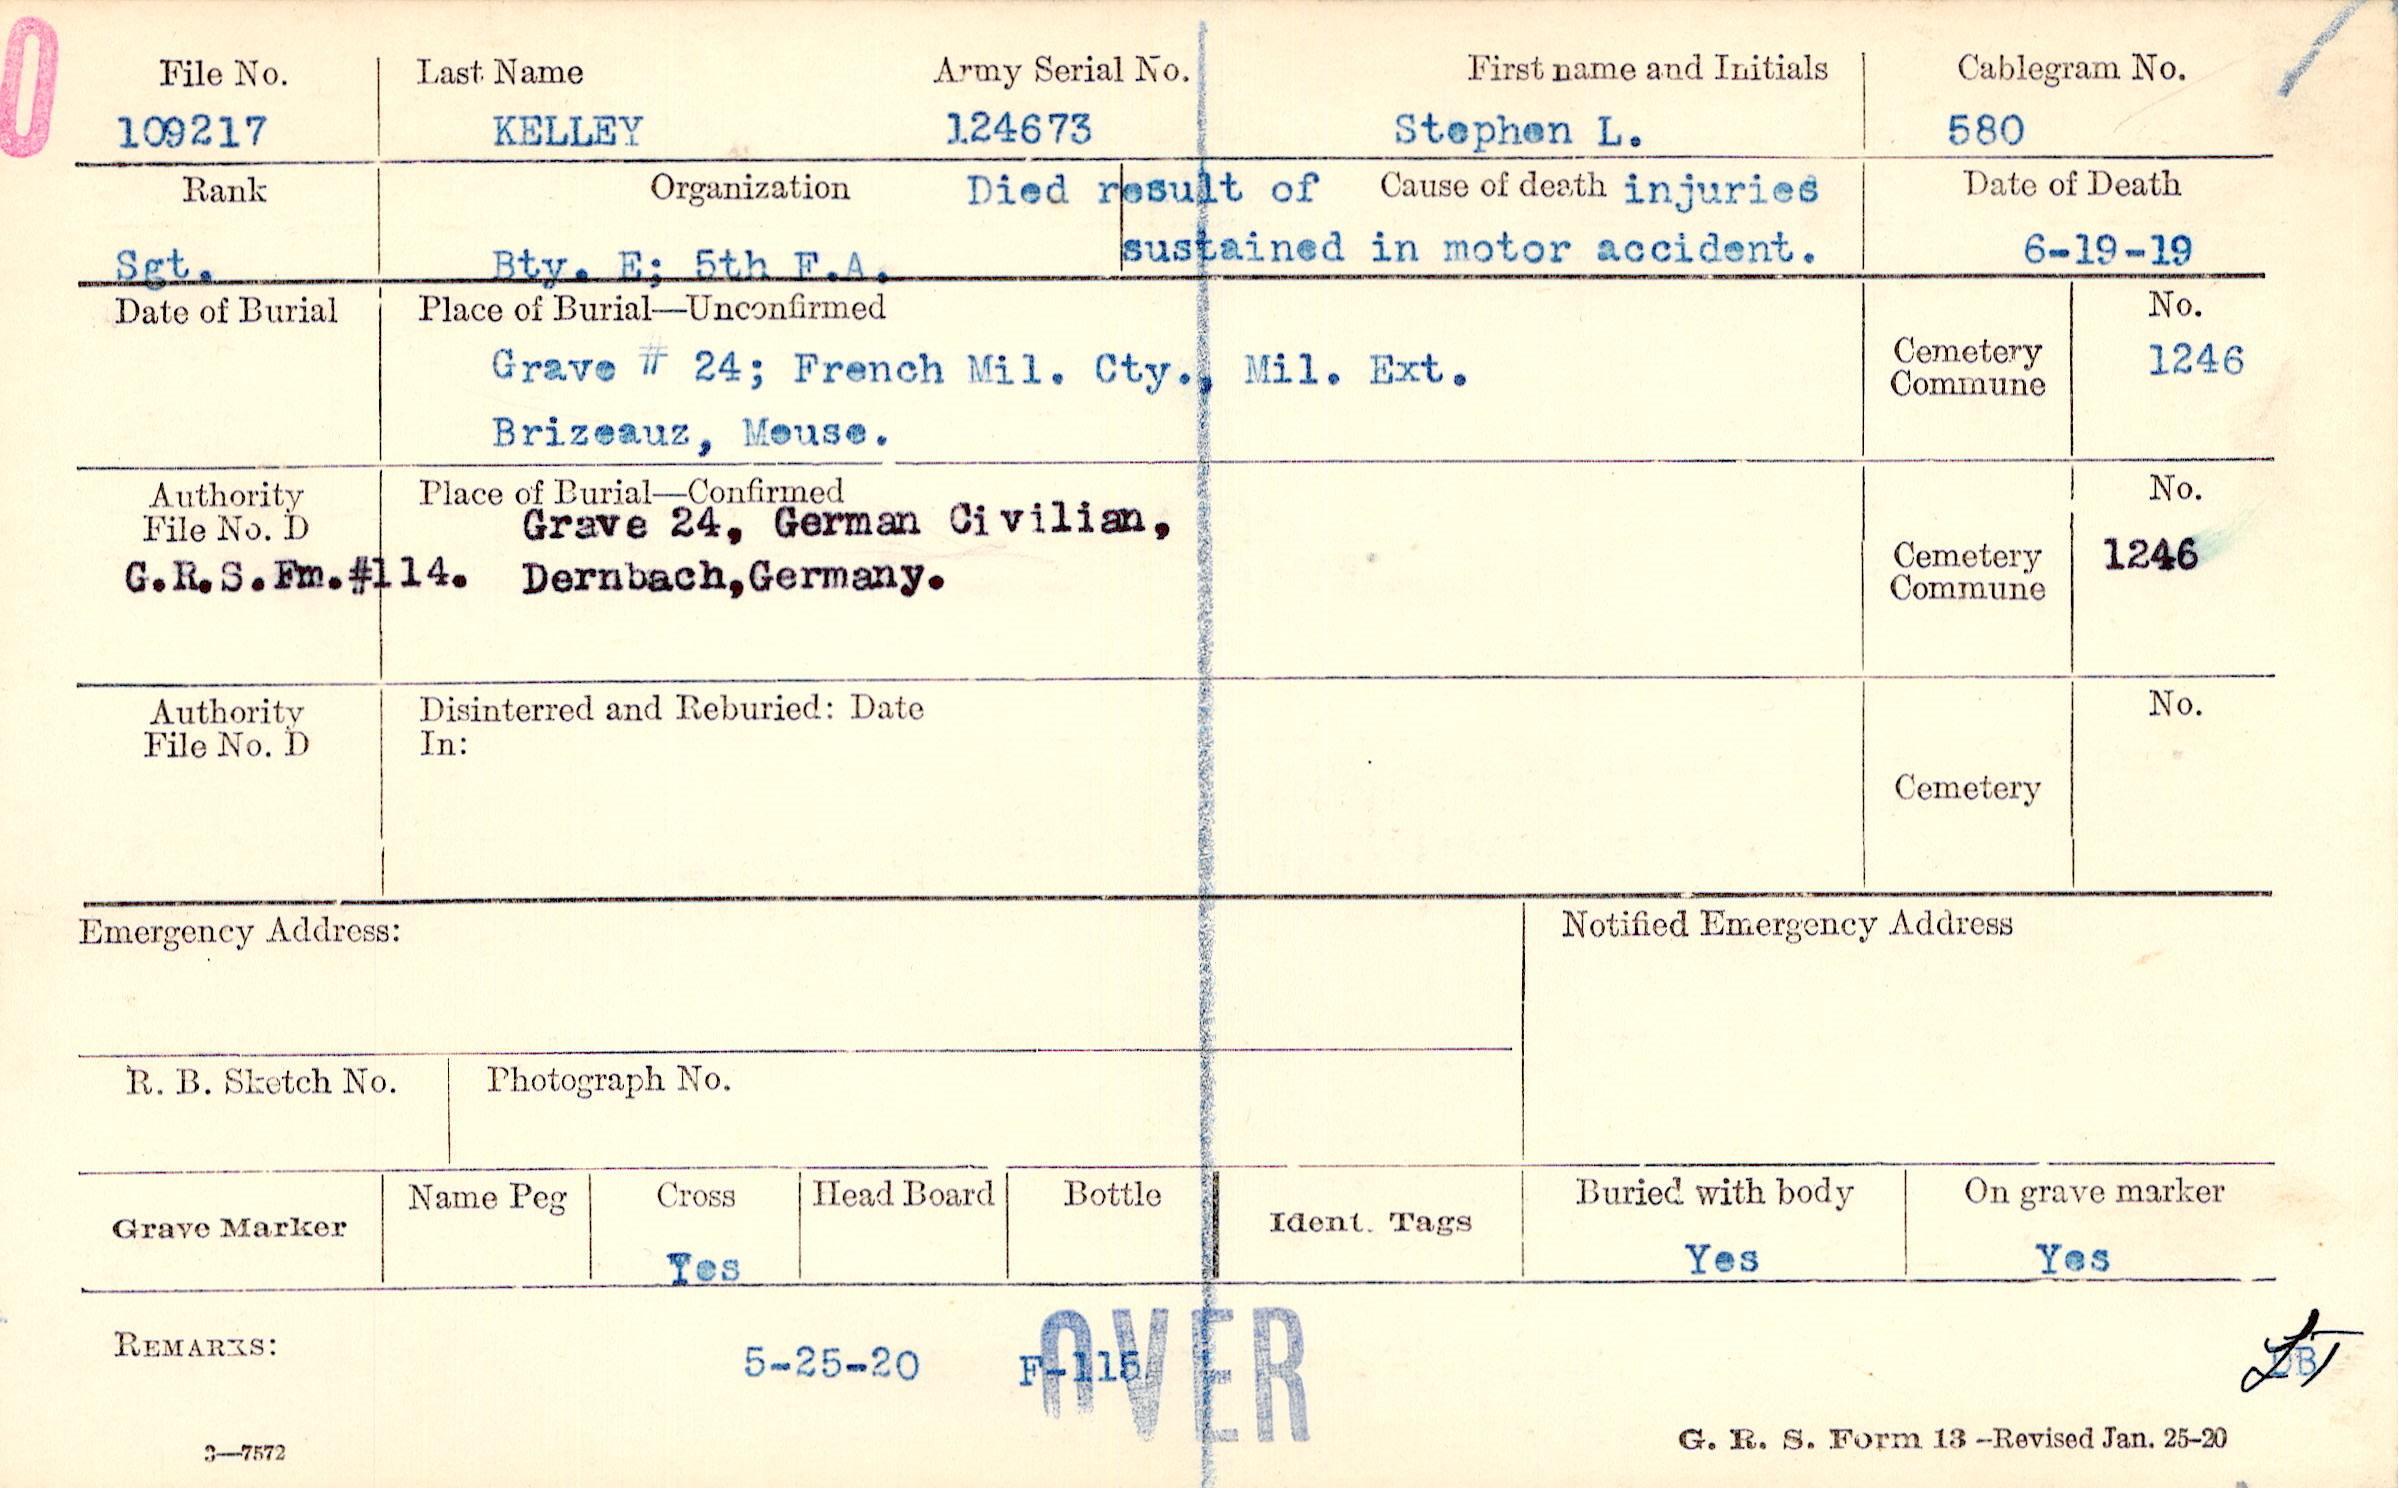 0
File No. Last Name Army Serial No. First name and Initials Cablegram No.
109217 KELLEY 124673 Stephen L. 580
Rank Organization Died result of Cause of death injuries Date of Death
Sgt. Bty. E; 5th F.A. sustained in motor accident. 6-19-19
Date of Burial Place of Burial—Unconfirmed No.
Grave # 24; French Mil. Cty., Mil. Ext. Cemetery Commune 1246
Brizeauz, Meuse.
Authority Place of Burial—Confirmed No.
File No. D Grave 24, German Civilian,
G.R.S.Fm.#114. Dernbach,Germany. Cemetery Commune 1246
Authority Disinterred and Reburied: Date No.
File No. D In:
Cemetery
Emergency Address: Notified Emergency Address
R. B. Sketch No. Photograph No.
Grave Marker Name Peg Cross Head Board Bottle Ident. Tags Buried with body On grave marker
Yes Yes Yes
REMARKS: 5-25-20 F-115 OVER
3—7572 G. R. S. Form 13 -Revised Jan. 25-20